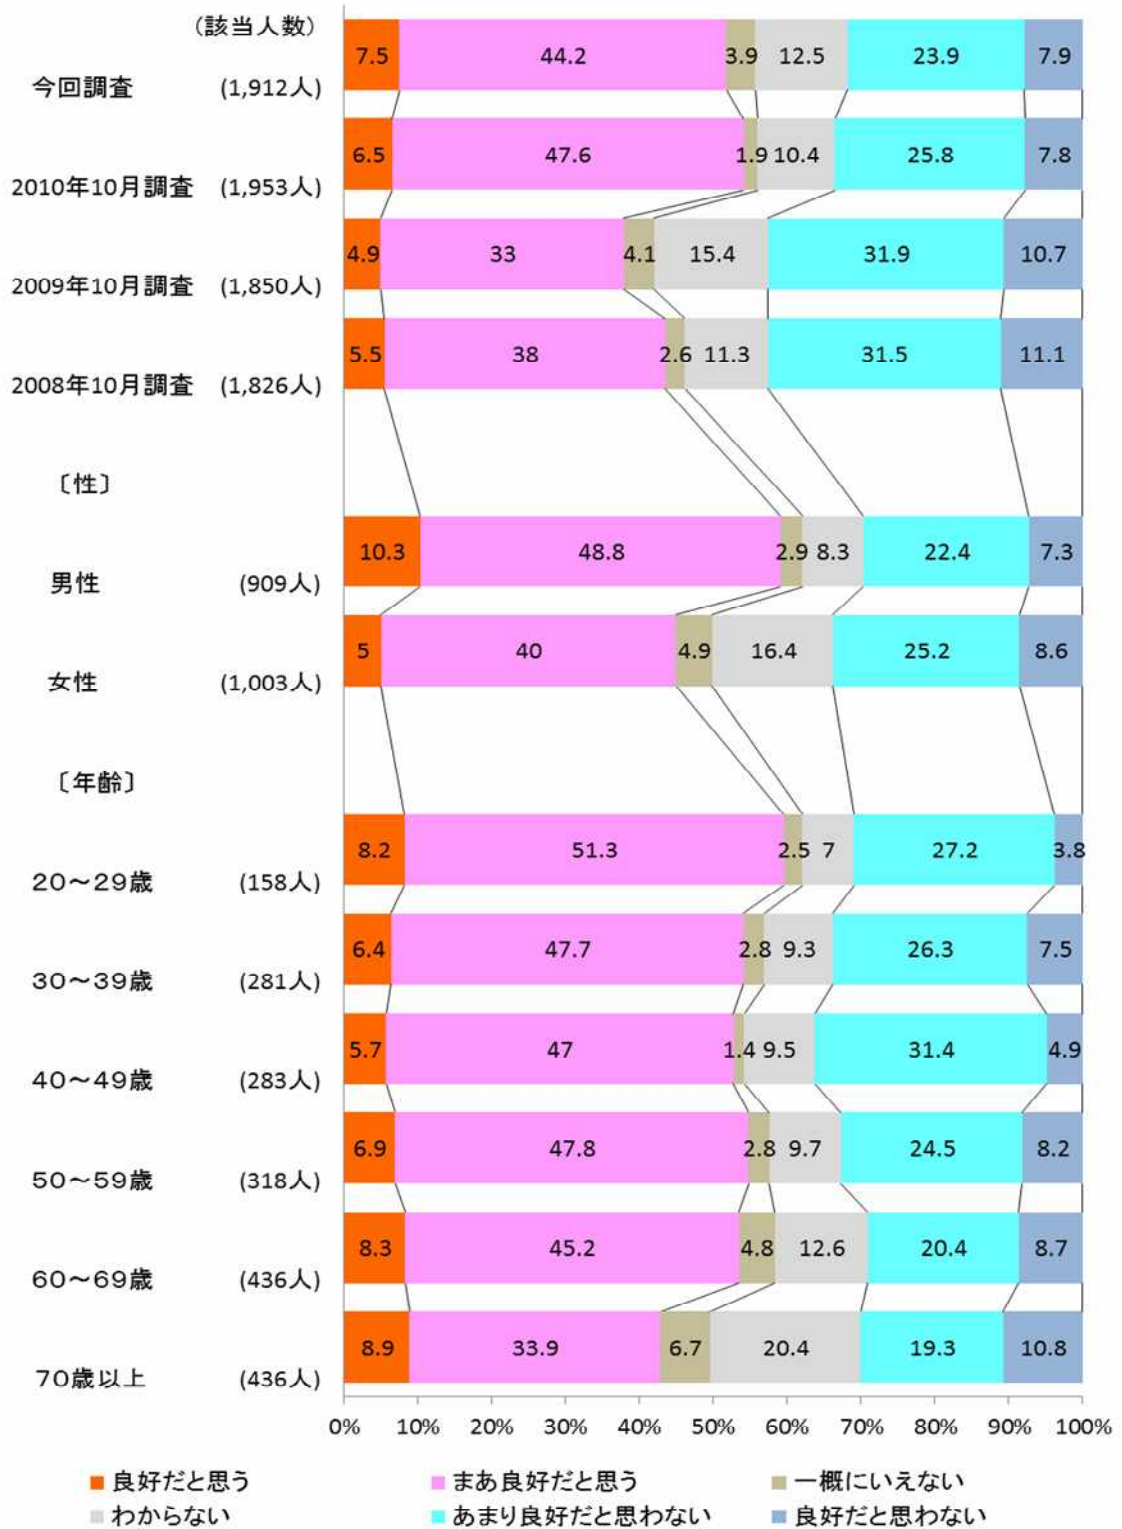 (該当人数)
7.5 44.2 3.9 12.5 23.9 7.9
今回調査 (1,912人)
6.5 47.6 1.9 10.4 25.8 7.8
2010年10月調査 (1,953人)
4.9 33 4.1 15.4 31.9 10.7
2009年10月調査 (1,850人)
5.5 38 2.6 11.3 31.5 11.1
2008年10月調査 (1,826人)
〔性〕
10.3 48.8 2.9 8.3 22.4 7.3
男性 (909人)
5 40 4.9 16.4 25.2 8.6
女性 (1,003人)
〔年齢〕
8.2 51.3 2.5 7 27.2 3.8
20～29歳 (158人)
6.4 47.7 2.8 9.3 26.3 7.5
30～39歳 (281人)
5.7 47 1.4 9.5 31.4 4.9
40～49歳 (283人)
6.9 47.8 2.8 9.7 24.5 8.2
50～59歳 (318人)
8.3 45.2 4.8 12.6 20.4 8.7
60～69歳 (436人)
8.9 33.9 6.7 20.4 19.3 10.8
70歳以上 (436人)
0% 10% 20% 30% 40% 50% 60% 70% 80% 90% 100%
良好だと思う まあ良好だと思う 一概にいえない
わからない あまり良好だと思わない 良好だと思わない